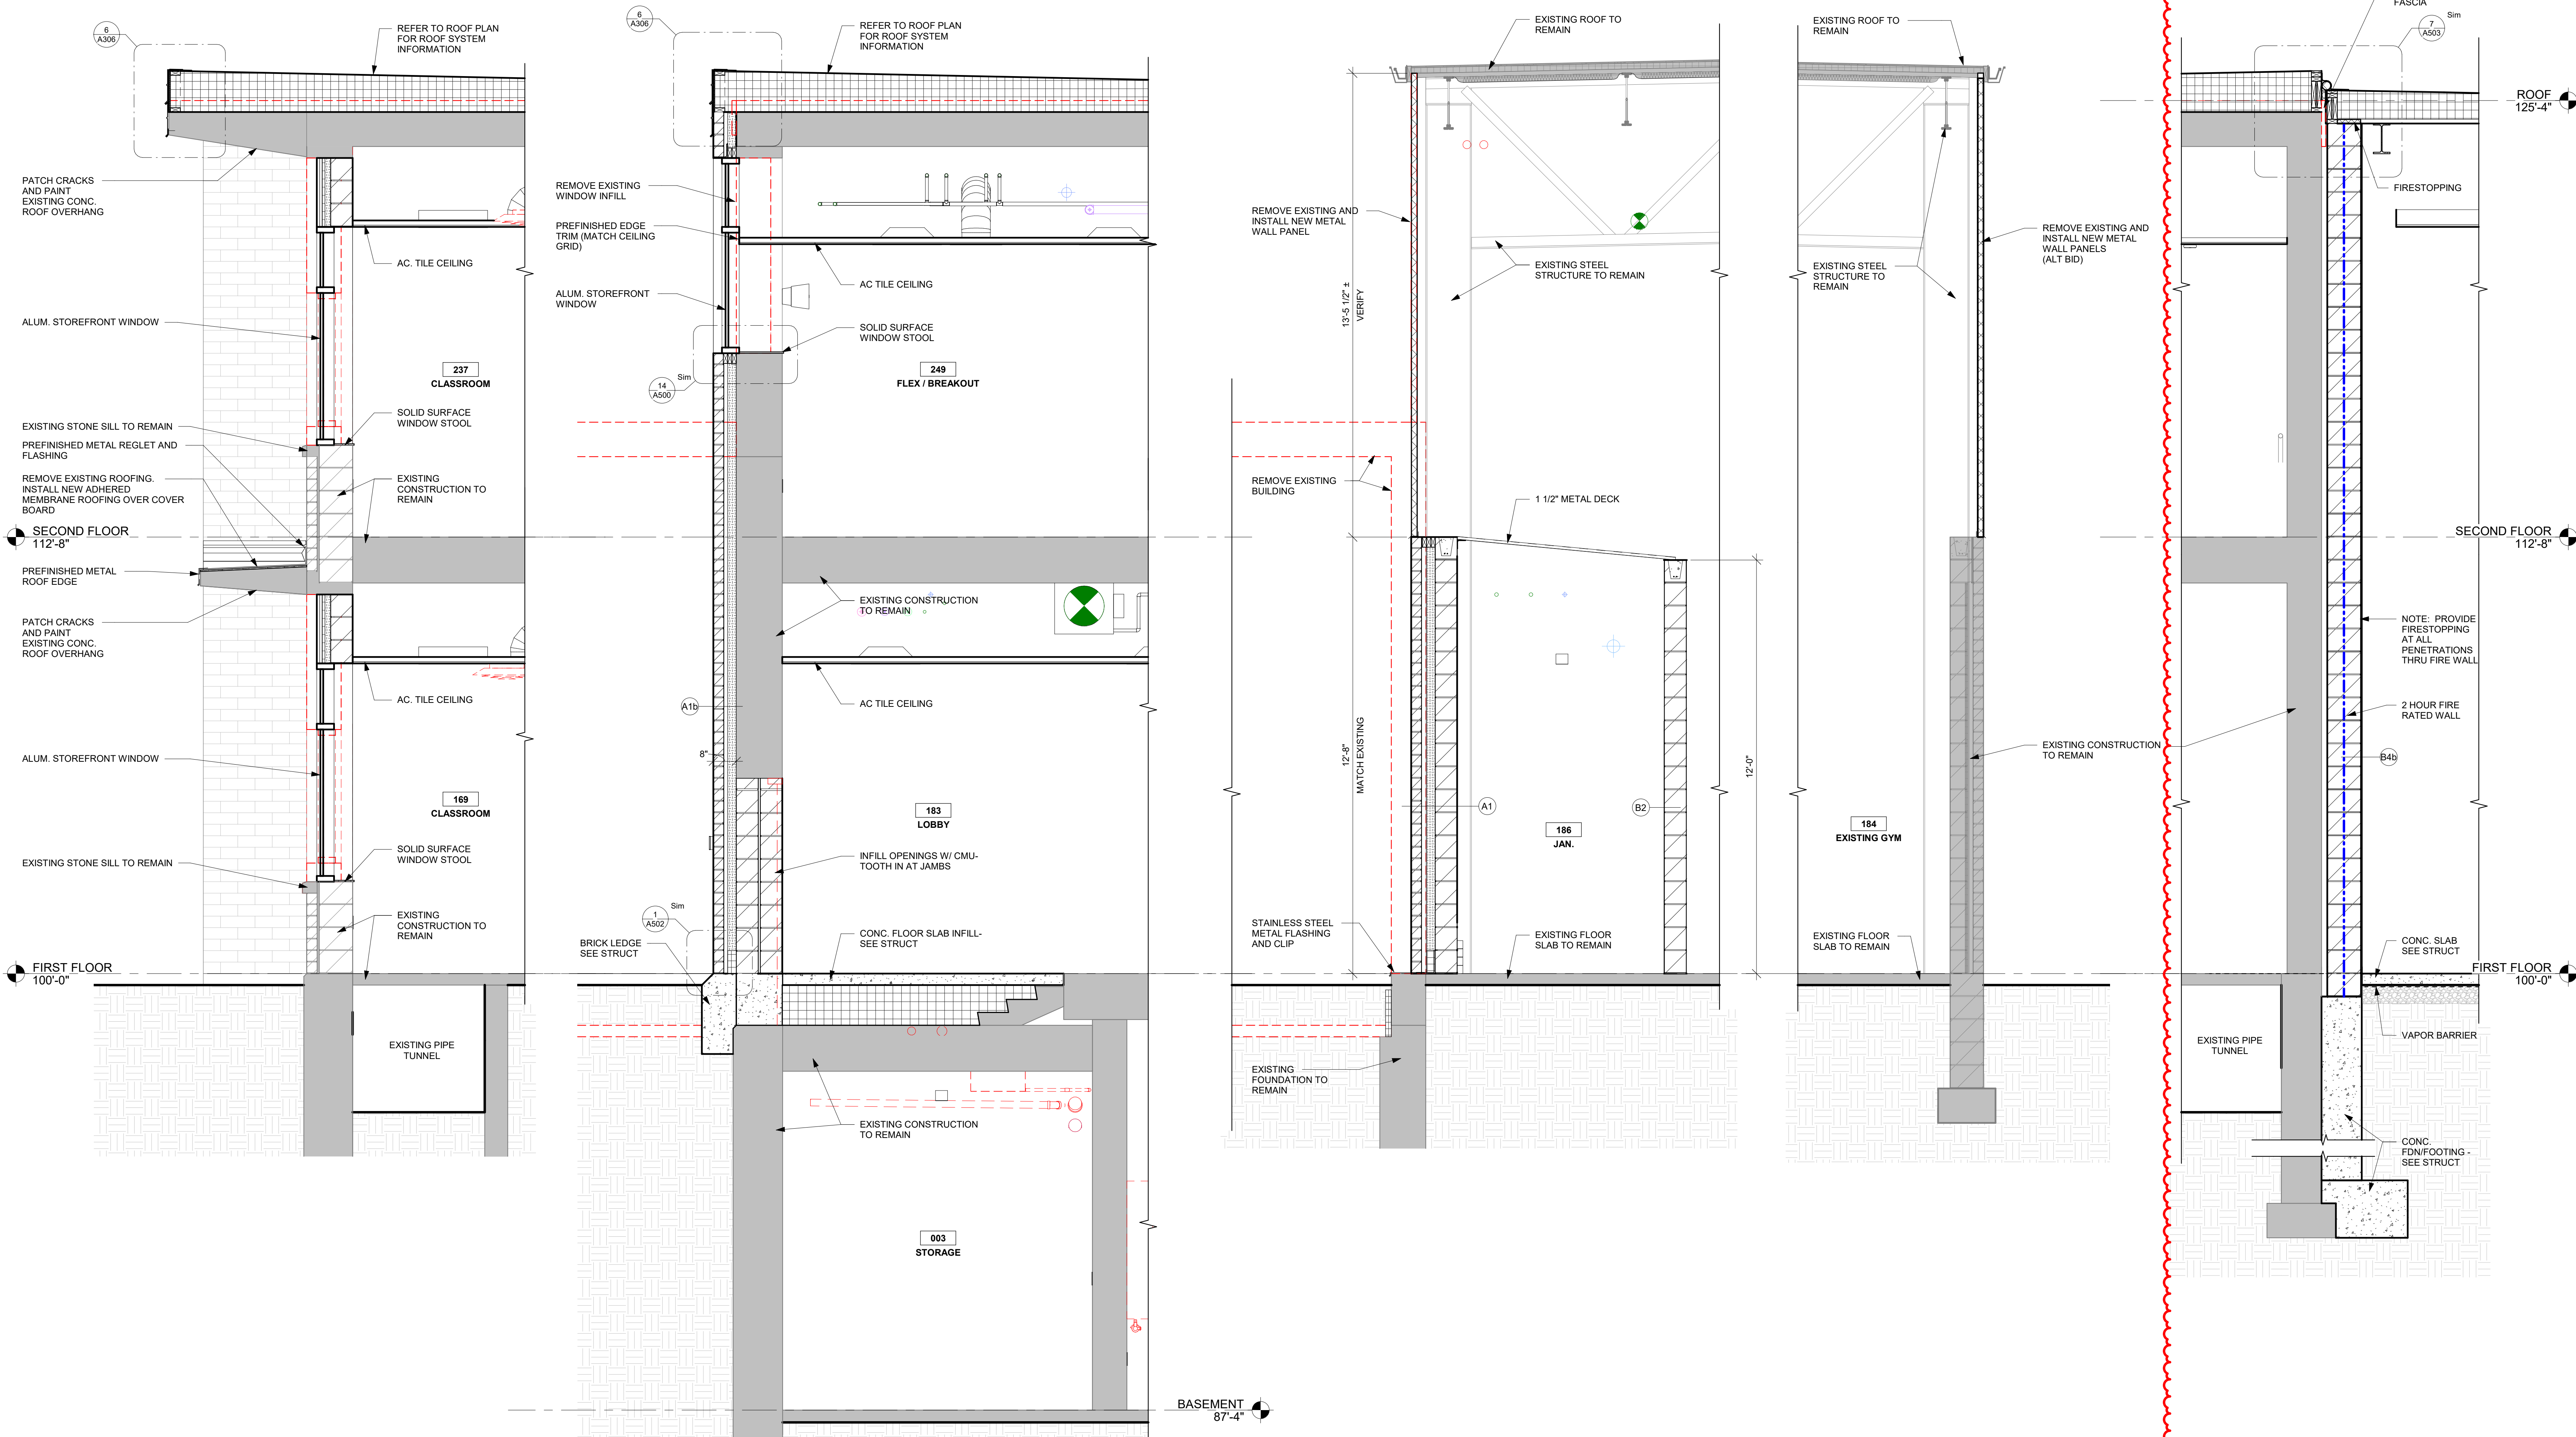 6
A306
REFER TO ROOF PLAN
FOR ROOF SYSTEM
INFORMATION
PATCH CRACKS
AND PAINT
EXISTING CONC.
ROOF OVERHANG
AC. TILE CEILING
ALUM. STOREFRONT WINDOW
237
CLASSROOM
SOLID SURFACE
WINDOW STOOL
EXISTING STONE SILL TO REMAIN
PREFINISHED METAL REGLET AND
FLASHING
REMOVE EXISTING ROOFING.
INSTALL NEW ADHERED
MEMBRANE ROOFING OVER COVER
BOARD
EXISTING
CONSTRUCTION TO
REMAIN
SECOND FLOOR
112'-8"
PREFINISHED METAL
ROOF EDGE
PATCH CRACKS
AND PAINT
EXISTING CONC.
ROOF OVERHANG
AC. TILE CEILING
ALUM. STOREFRONT WINDOW
169
CLASSROOM
SOLID SURFACE
WINDOW STOOL
EXISTING STONE SILL TO REMAIN
EXISTING
CONSTRUCTION TO
REMAIN
FIRST FLOOR
100'-0"
EXISTING PIPE
TUNNEL
6
A306
REFER TO ROOF PLAN
FOR ROOF SYSTEM
INFORMATION
REMOVE EXISTING
WINDOW INFILL
PREFINISHED EDGE
TRIM (MATCH CEILING
GRID)
ALUM. STOREFRONT
WINDOW
AC TILE CEILING
SOLID SURFACE
WINDOW STOOL
14
A500
Sim
249
FLEX / BREAKOUT
EXISTING CONSTRUCTION
TO REMAIN
A1b
AC TILE CEILING
8"
183
LOBBY
INFILL OPENINGS W/ CMU-
TOOTH IN AT JAMBS
1
A502
Sim
BRICK LEDGE
SEE STRUCT
CONC. FLOOR SLAB INFILL-
SEE STRUCT
EXISTING CONSTRUCTION
TO REMAIN
003
STORAGE
BASEMENT
87'-4"
EXISTING ROOF TO
REMAIN
REMOVE EXISTING AND
INSTALL NEW METAL
WALL PANEL
EXISTING STEEL
STRUCTURE TO REMAIN
13'-5 1/2" ±
VERIFY
REMOVE EXISTING
BUILDING
1 1/2" METAL DECK
12'-8"
MATCH EXISTING
A1
B2
12'-0"
186
JAN.
STAINLESS STEEL
METAL FLASHING
AND CLIP
EXISTING FLOOR
SLAB TO REMAIN
EXISTING
FOUNDATION TO
REMAIN
EXISTING ROOF TO
REMAIN
REMOVE EXISTING AND
INSTALL NEW METAL
WALL PANELS
(ALT BID)
EXISTING STEEL
STRUCTURE TO
REMAIN
184
EXISTING GYM
EXISTING CONSTRUCTION
TO REMAIN
EXISTING FLOOR
SLAB TO REMAIN
FASCIA
7
A503
Sim
ROOF
125'-4"
FIRESTOPPING
SECOND FLOOR
112'-8"
NOTE: PROVIDE
FIRESTOPPING
AT ALL
PENETRATIONS
THRU FIRE WALL
2 HOUR FIRE
RATED WALL
B4b
CONC. SLAB
SEE STRUCT
FIRST FLOOR
100'-0"
VAPOR BARRIER
EXISTING PIPE
TUNNEL
CONC.
FDN/FOOTING -
SEE STRUCT